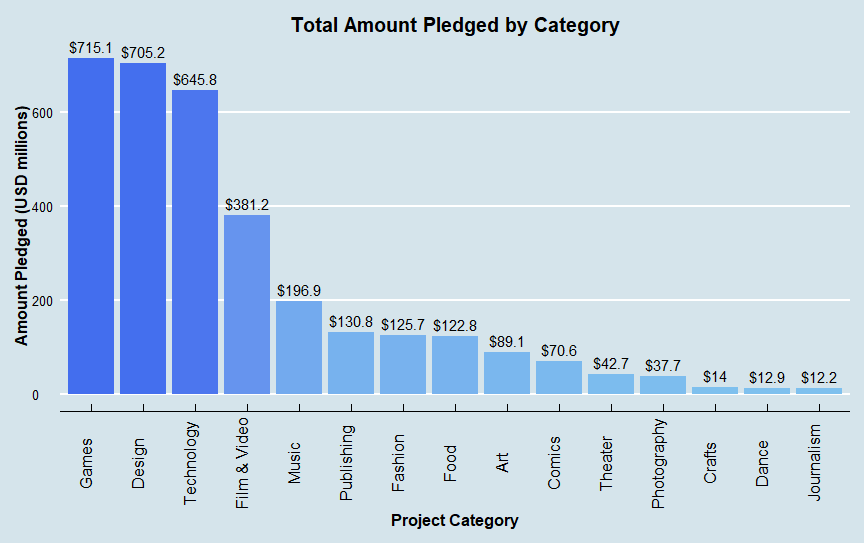 Total Amount Pledged by Category
Amount Pledged (USD millions)
600
400
200
0
$715.1
$705.2
$645.8
$381.2
$196.9
$130.8
$125.7
$122.8
$89.1
$70.6
$42.7
$37.7
$14
$12.9
$12.2
Games
Design
Technology
Film & Video
Music
Publishing
Fashion
Food
Art
Comics
Theater
Photography
Crafts
Dance
Journalism
Project Category